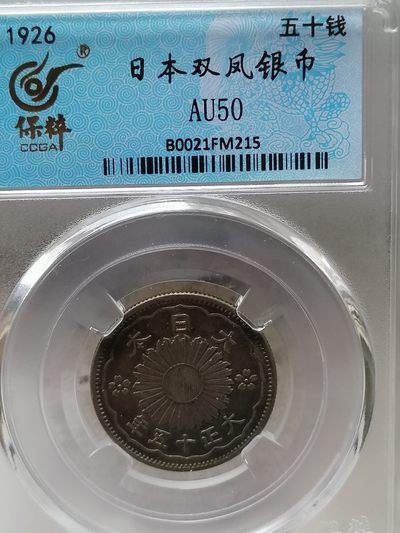 1926
五十钱
日本双凤银币
保粹
®
CCGA
AU50
B0021FM215
大日本
大正十五年